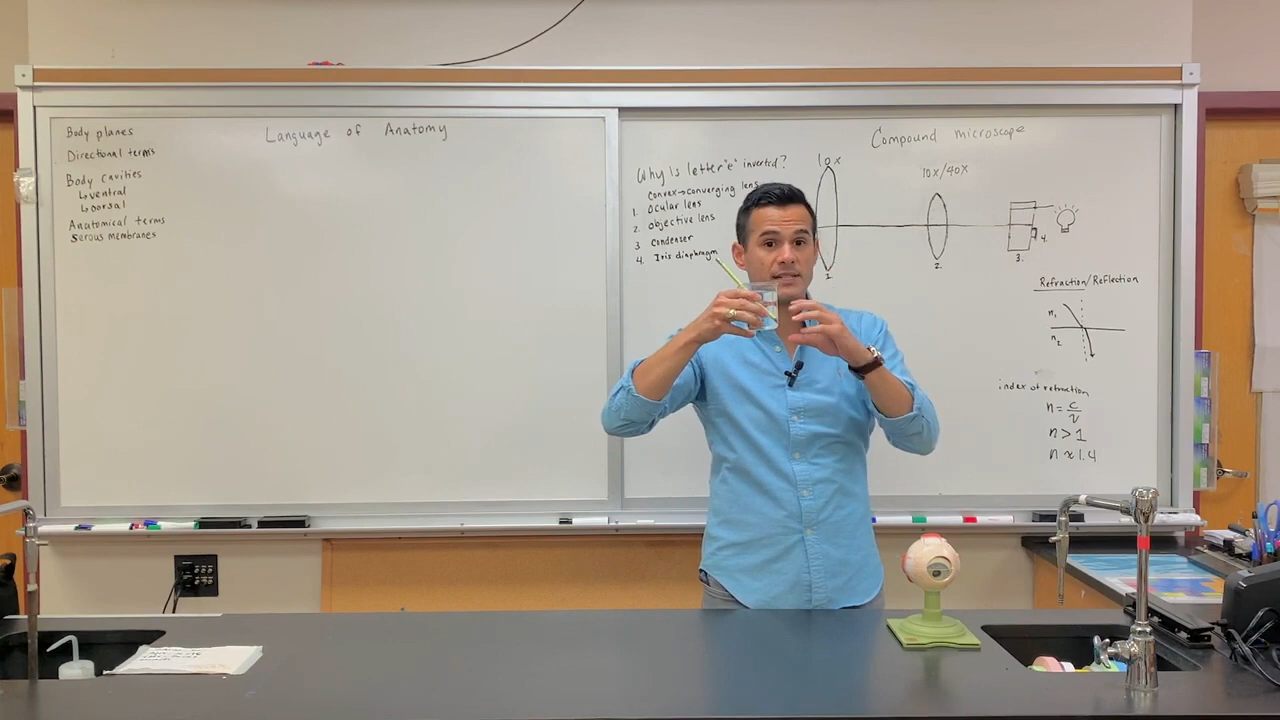 Language of Anatomy
Body planes
Directional terms
Body cavities
↳ventral
↳dorsal
Anatomical terms
Serous membranes
Compound microscope
Why is letter "e" inverted?
Convex→converging lens
1. Ocular lens
2. objective lens
3 Condenser
4. Iris diaphragm
10x
10x/40x
1.
2.
3.
4.
Refraction/Reflection
n₁
n₂
index of refraction
n = c/v
n > 1
n ≈ 1.4